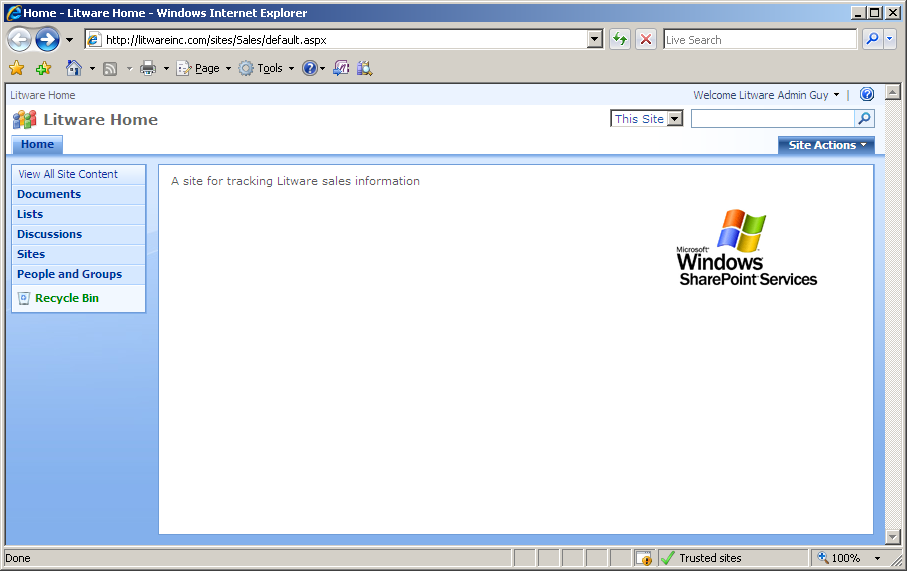 Home - Litware Home - Windows Internet Explorer
http://litwareinc.com/sites/Sales/default.aspx
Live Search
Page
Tools
Litware Home
Welcome Litware Admin Guy
Litware Home
This Site
Home
Site Actions
View All Site Content
Documents
Lists
Discussions
Sites
People and Groups
Recycle Bin
A site for tracking Litware sales information
Microsoft
Windows
SharePoint Services
Done
Trusted sites
100%